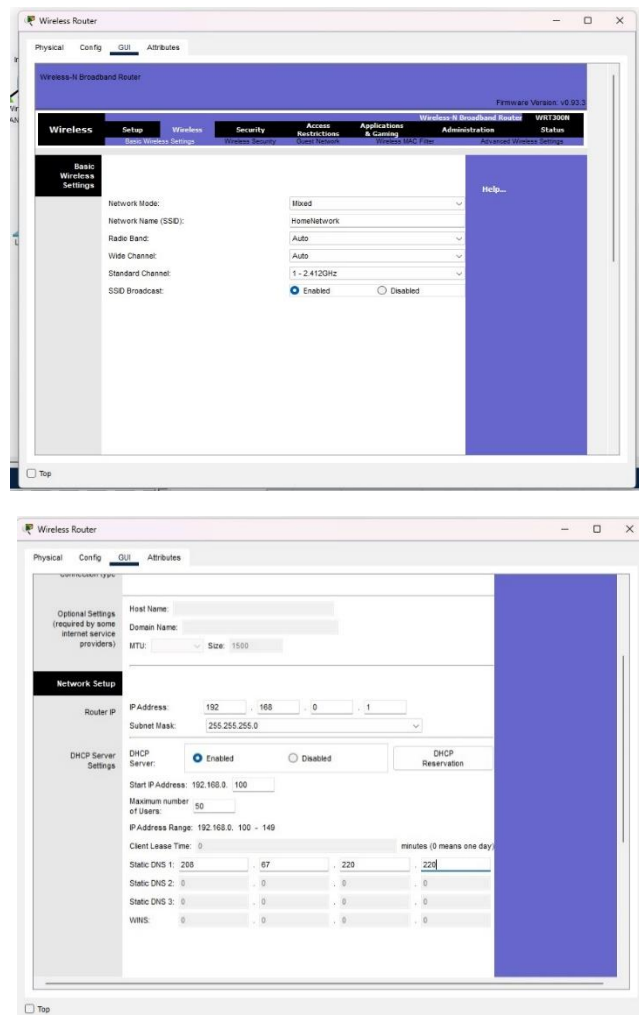 Wireless Router
Physical Config GUI Attributes
Wireless-N Broadband Router
Firmware Version: v0.93.3
Wireless-N Broadband Router WRT300N
Wireless Setup Wireless Security Access Restrictions Applications & Gaming Administration Status
Basic Wireless Settings Wireless Security Guest Network Wireless MAC Filter Advanced Wireless Settings
Basic
Wireless
Settings
Help...
Network Mode: Mixed
Network Name (SSID): HomeNetwork
Radio Band: Auto
Wide Channel: Auto
Standard Channel: 1 - 2.412GHz
SSID Broadcast: Enabled Disabled
Top
Wireless Router
Physical Config GUI Attributes
Connection type
Optional Settings
(required by some
internet service
providers)
Host Name:
Domain Name:
MTU: Size: 1500
Network Setup
Router IP
IP Address: 192 . 168 . 0 . 1
Subnet Mask: 255.255.255.0
DHCP Server
Settings
DHCP
Server: Enabled Disabled
DHCP
Reservation
Start IP Address: 192.168.0. 100
Maximum number
of Users: 50
IP Address Range: 192.168.0. 100 - 149
Client Lease Time: 0 minutes (0 means one day)
Static DNS 1: 208 . 67 . 220 . 220
Static DNS 2: 0 . 0 . 0 . 0
Static DNS 3: 0 . 0 . 0 . 0
WINS: 0 . 0 . 0 . 0
Top